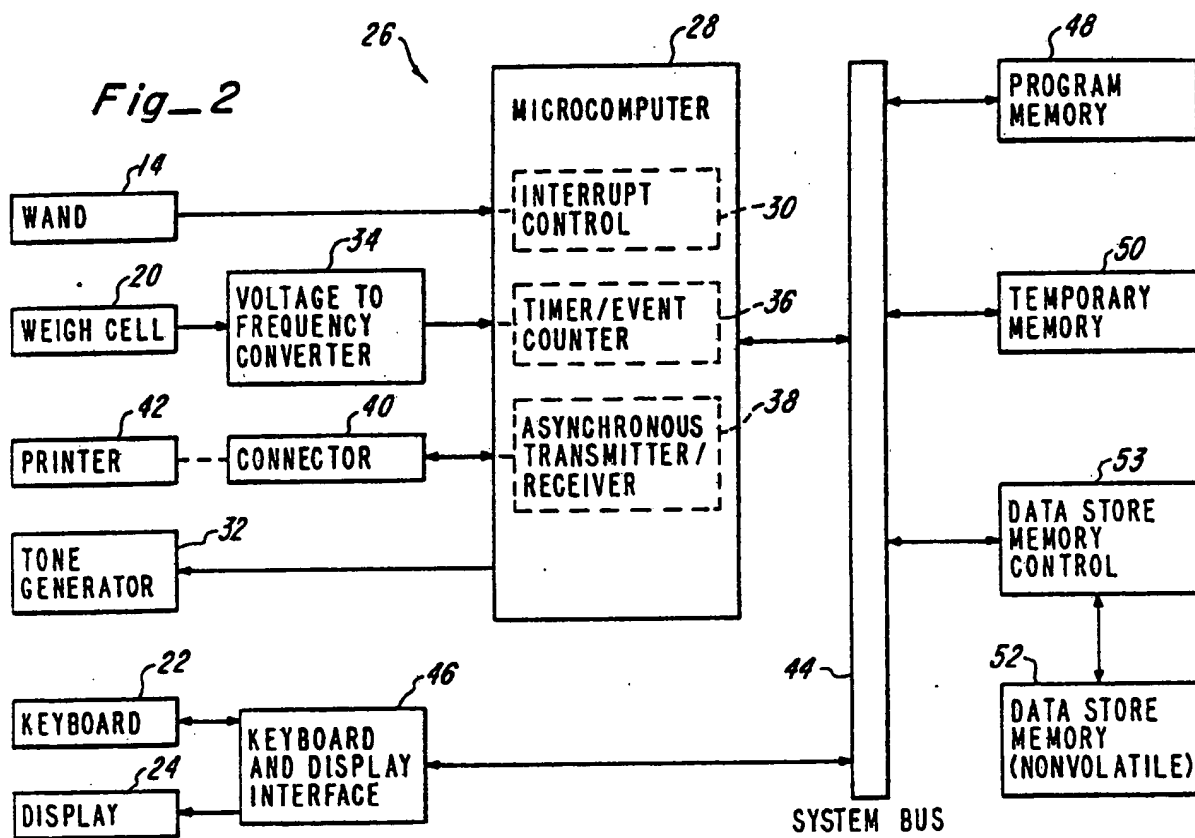 Fig_2
26
28
MICROCOMPUTER
48
PROGRAM
MEMORY
14
WAND
INTERRUPT
CONTROL
30
34
20
WEIGH CELL
VOLTAGE TO
FREQUENCY
CONVERTER
TIMER/EVENT
COUNTER
36
50
TEMPORARY
MEMORY
42
PRINTER
40
CONNECTOR
ASYNCHRONOUS
TRANSMITTER/
RECEIVER
38
32
TONE
GENERATOR
53
DATA STORE
MEMORY
CONTROL
22
KEYBOARD
46
KEYBOARD
AND DISPLAY
INTERFACE
24
DISPLAY
44
SYSTEM BUS
52
DATA STORE
MEMORY
(NONVOLATILE)